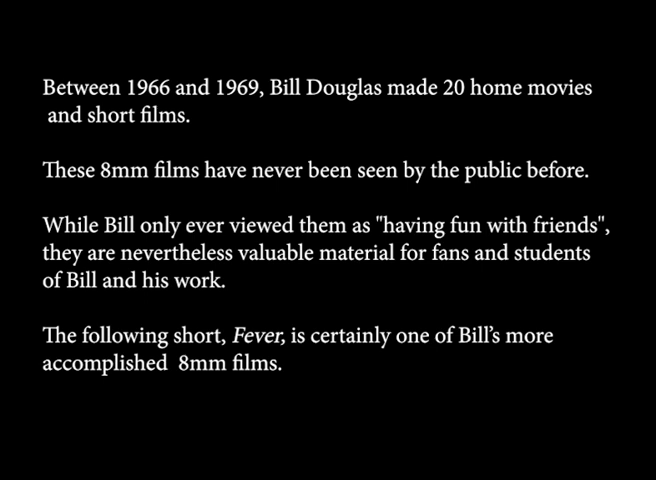 Between 1966 and 1969, Bill Douglas made 20 home movies
and short films.
These 8mm films have never been seen by the public before.
While Bill only ever viewed them as "having fun with friends",
they are nevertheless valuable material for fans and students
of Bill and his work.
The following short, Fever, is certainly one of Bill’s more
accomplished 8mm films.